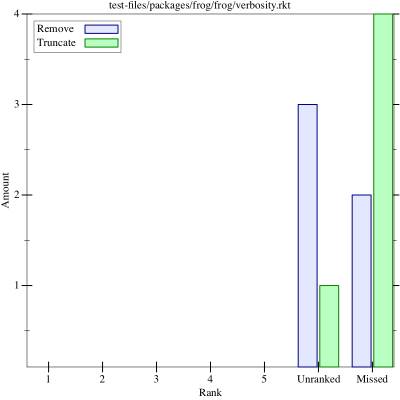 test-files/packages/frog/frog/verbosity.rkt
Remove
Truncate
4
3
2
1
Amount
1 2 3 4 5 Unranked Missed
Rank